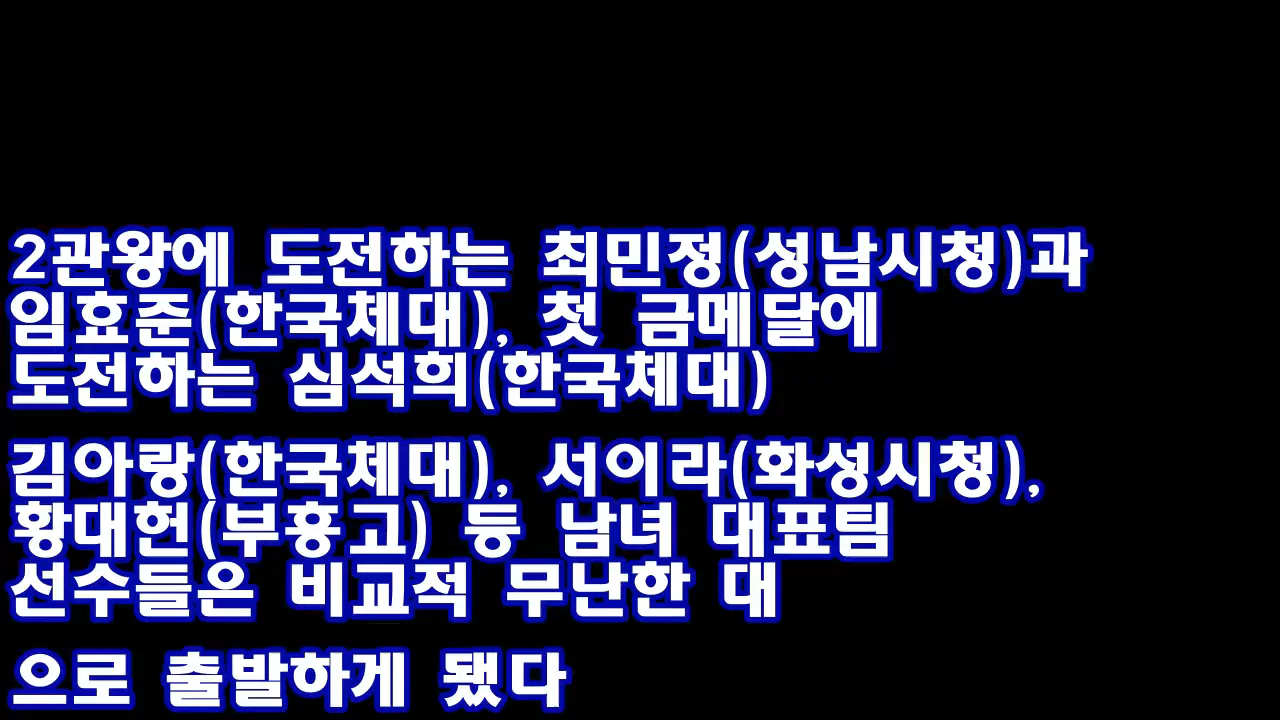 2관왕에 도전하는 최민정(성남시청)과
임효준(한국체대), 첫 금메달에
도전하는 심석희(한국체대)
김아랑(한국체대), 서이라(화성시청),
황대헌(부흥고) 등 남녀 대표팀
선수들은 비교적 무난한 대
으로 출발하게 됐다